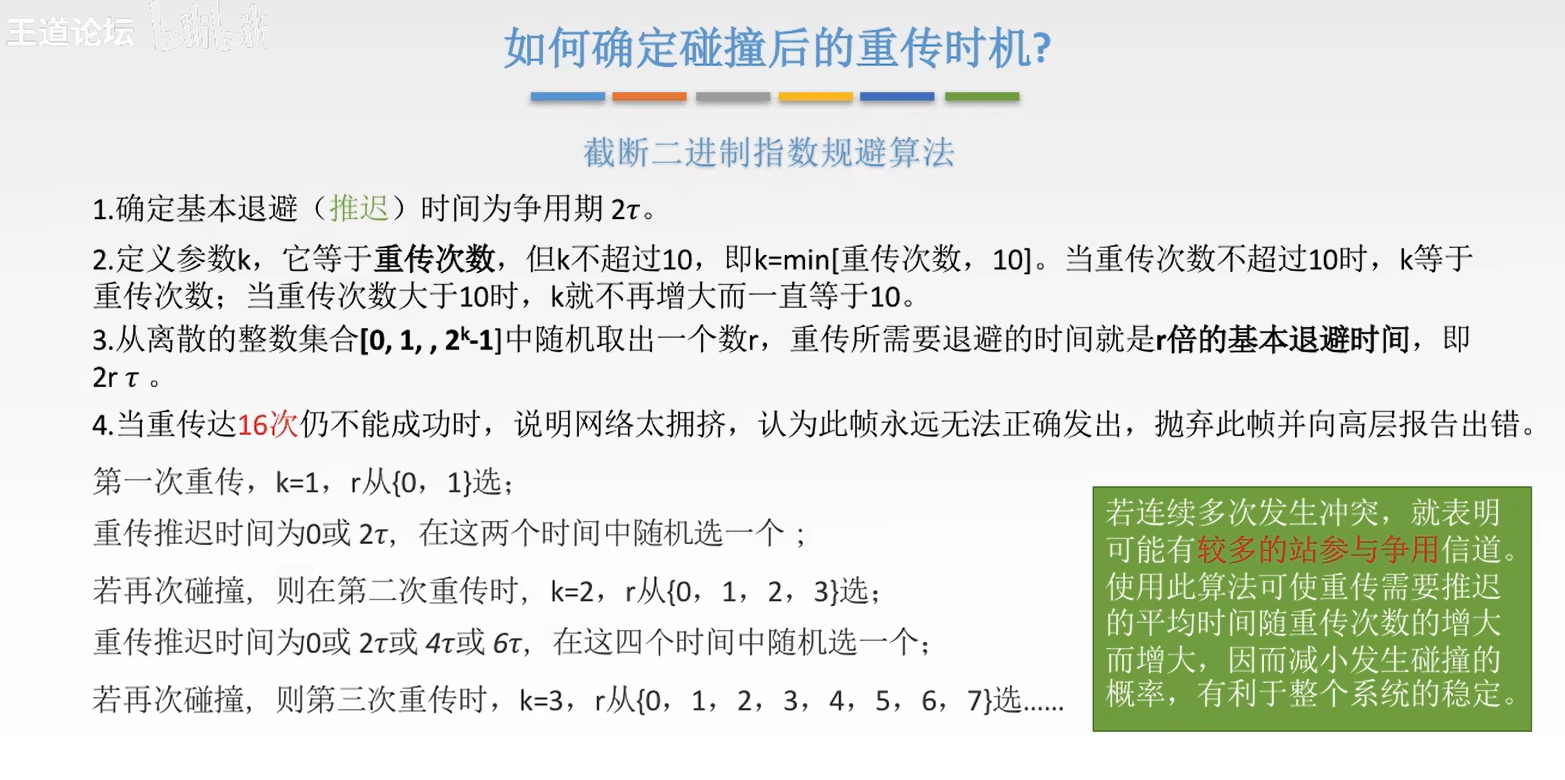 王道论坛 bilibili
如何确定碰撞后的重传时机?
截断二进制指数规避算法
1.确定基本退避（推迟）时间为争用期 2τ。
2.定义参数k，它等于重传次数，但k不超过10，即k=min[重传次数，10]。当重传次数不超过10时，k等于
重传次数；当重传次数大于10时，k就不再增大而一直等于10。
3.从离散的整数集合[0, 1, , 2ᵏ-1]中随机取出一个数r，重传所需要退避的时间就是r倍的基本退避时间，即
2r τ 。
4.当重传达16次仍不能成功时，说明网络太拥挤，认为此帧永远无法正确发出，抛弃此帧并向高层报告出错。
第一次重传，k=1，r从{0，1}选；
重传推迟时间为0或 2τ，在这两个时间中随机选一个；
若再次碰撞，则在第二次重传时，k=2，r从{0，1，2，3}选；
重传推迟时间为0或 2τ或 4τ或 6τ，在这四个时间中随机选一个；
若再次碰撞，则第三次重传时，k=3，r从{0，1，2，3，4，5，6，7}选……
若连续多次发生冲突，就表明
可能有较多的站参与争用信道。
使用此算法可使重传需要推迟
的平均时间随重传次数的增大
而增大，因而减小发生碰撞的
概率，有利于整个系统的稳定。